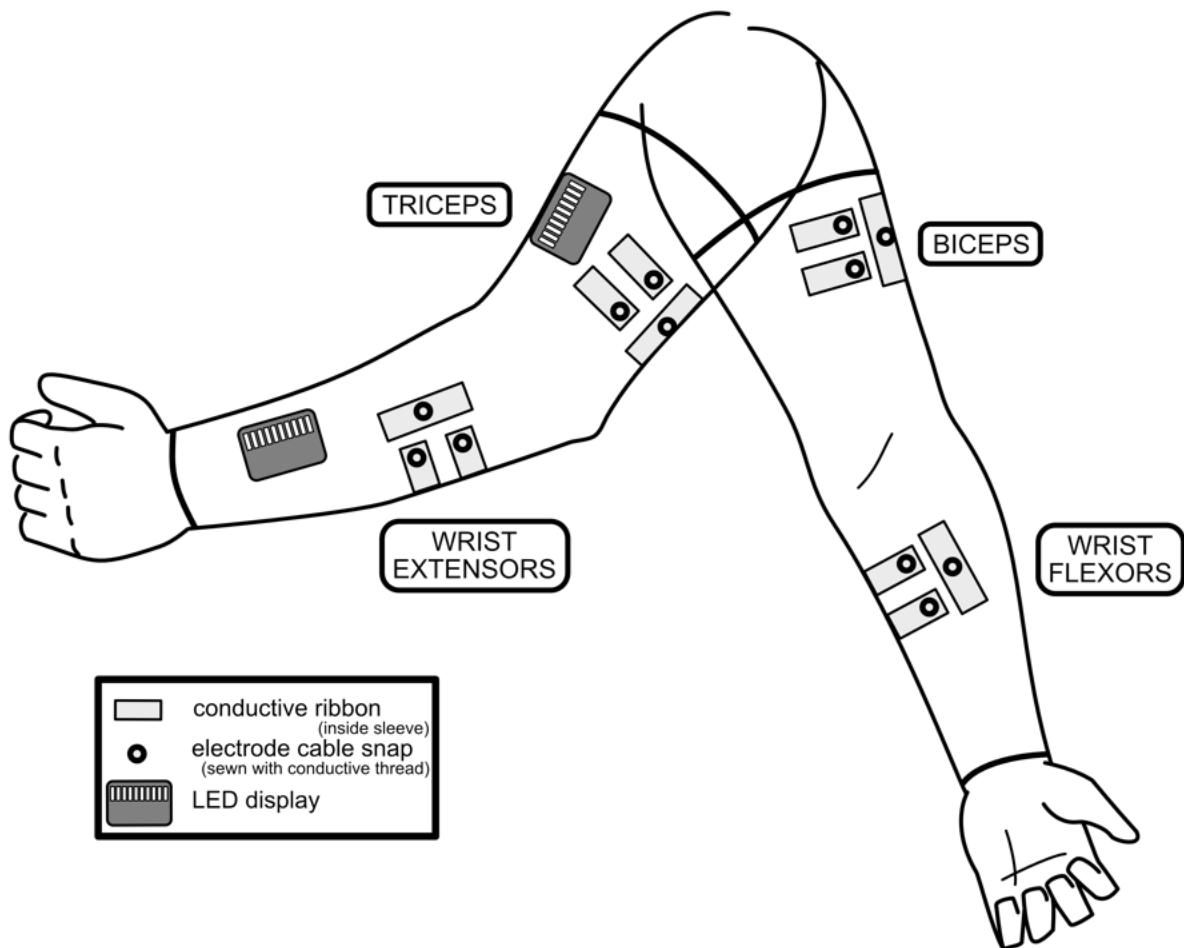 TRICEPS
BICEPS
WRIST
EXTENSORS
WRIST
FLEXORS
conductive ribbon
(inside sleeve)
electrode cable snap
(sewn with conductive thread)
LED display